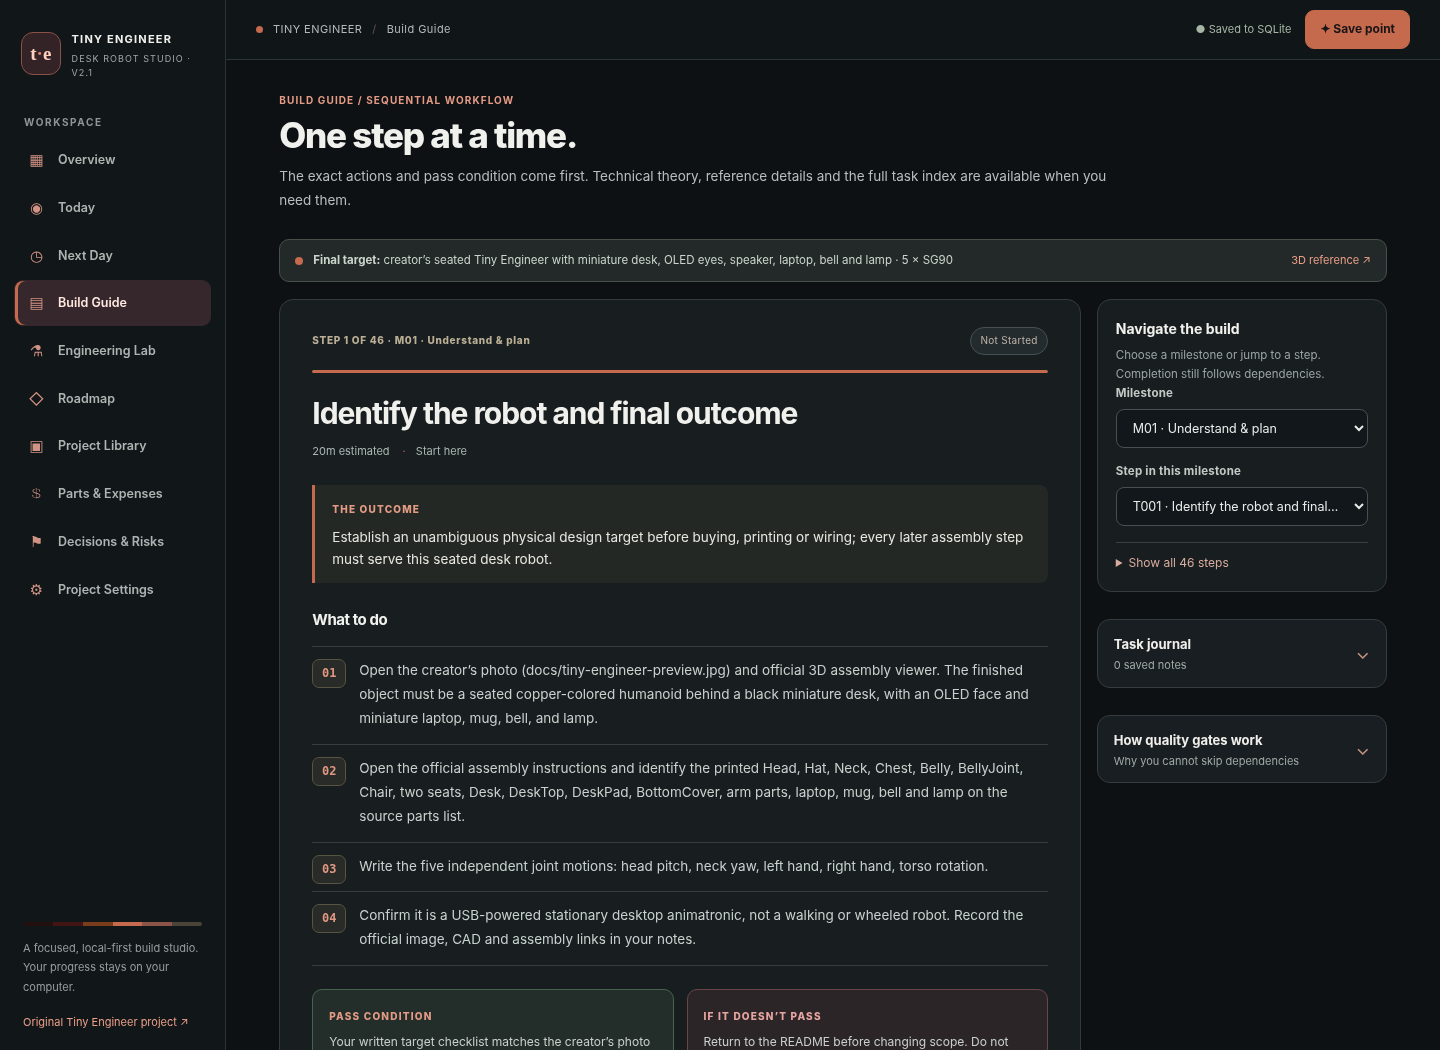 t·e
TINY ENGINEER
DESK ROBOT STUDIO ·
V2.1
WORKSPACE
Overview
Today
Next Day
Build Guide
Engineering Lab
Roadmap
Project Library
Parts & Expenses
Decisions & Risks
Project Settings
A focused, local-first build studio.
Your progress stays on your
computer.
Original Tiny Engineer project ↗
TINY ENGINEER / Build Guide
Saved to SQLite
✦ Save point
BUILD GUIDE / SEQUENTIAL WORKFLOW
One step at a time.
The exact actions and pass condition come first. Technical theory, reference details and the full task index are available when you
need them.
Final target: creator’s seated Tiny Engineer with miniature desk, OLED eyes, speaker, laptop, bell and lamp · 5 × SG90
3D reference ↗
STEP 1 OF 46 · M01 · Understand & plan
Not Started
Identify the robot and final outcome
20m estimated · Start here
THE OUTCOME
Establish an unambiguous physical design target before buying, printing or wiring; every later assembly step
must serve this seated desk robot.
What to do
01
Open the creator’s photo (docs/tiny-engineer-preview.jpg) and official 3D assembly viewer. The finished
object must be a seated copper-colored humanoid behind a black miniature desk, with an OLED face and
miniature laptop, mug, bell, and lamp.
02
Open the official assembly instructions and identify the printed Head, Hat, Neck, Chest, Belly, BellyJoint,
Chair, two seats, Desk, DeskTop, DeskPad, BottomCover, arm parts, laptop, mug, bell and lamp on the
source parts list.
03
Write the five independent joint motions: head pitch, neck yaw, left hand, right hand, torso rotation.
04
Confirm it is a USB-powered stationary desktop animatronic, not a walking or wheeled robot. Record the
official image, CAD and assembly links in your notes.
PASS CONDITION
Your written target checklist matches the creator’s photo
IF IT DOESN’T PASS
Return to the README before changing scope. Do not
Navigate the build
Choose a milestone or jump to a step.
Completion still follows dependencies.
Milestone
M01 · Understand & plan
Step in this milestone
T001 · Identify the robot and final...
Show all 46 steps
Task journal
0 saved notes
How quality gates work
Why you cannot skip dependencies